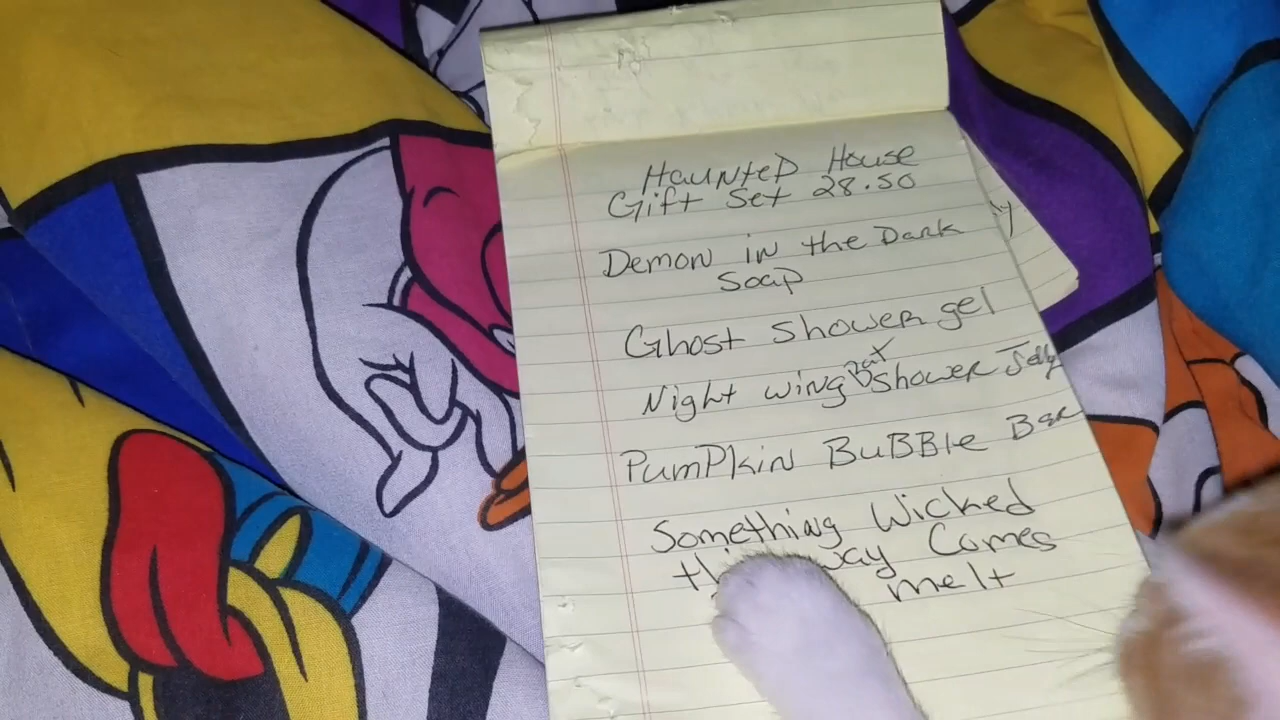 Haunted House
Gift Set 28.50
Demon in the Dark
Soap
Ghost Shower gel
Night wing Bat Shower Jelly
Pumpkin Bubble Bar
Something Wicked
way Comes
melt